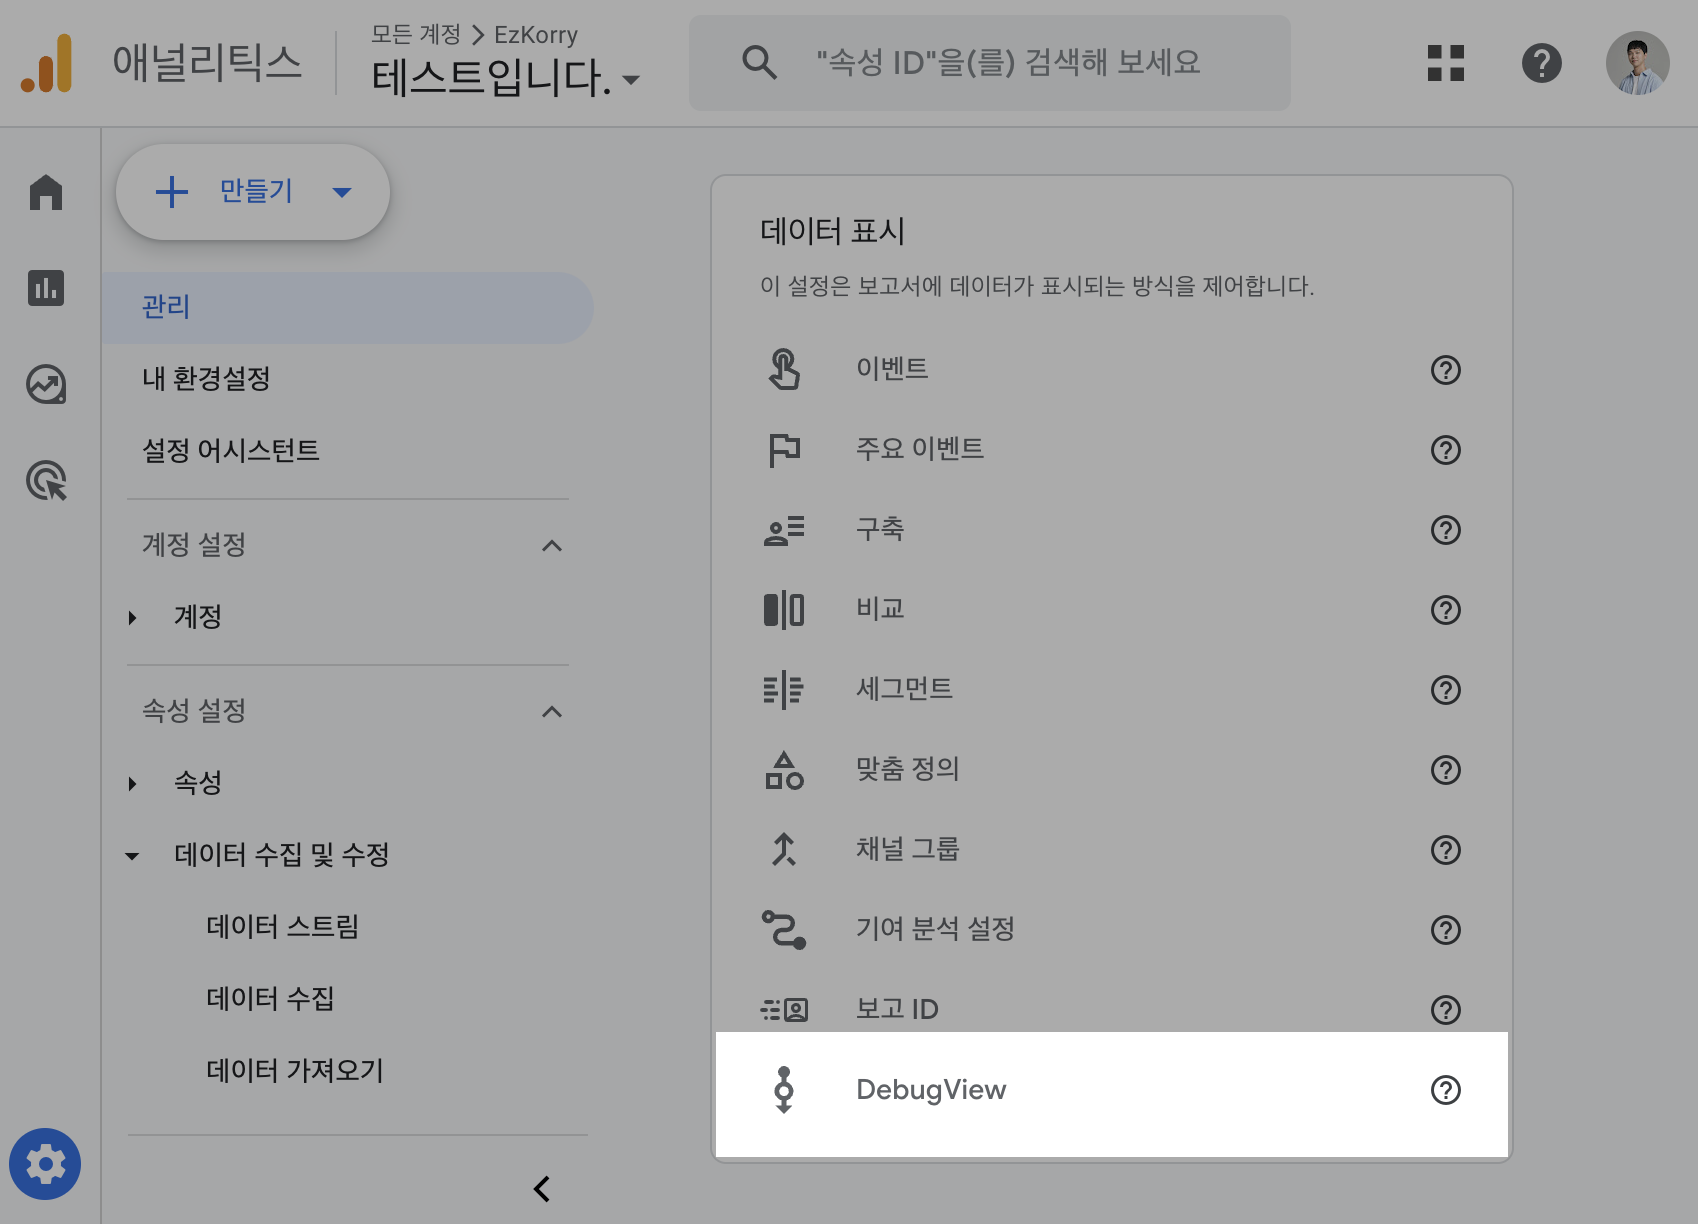 애널리틱스
모든 계정 > EzKorry
테스트입니다.
"속성 ID"을(를) 검색해 보세요
만들기
관리
내 환경설정
설정 어시스턴트
계정 설정
계정
속성 설정
속성
데이터 수집 및 수정
데이터 스트림
데이터 수집
데이터 가져오기
데이터 표시
이 설정은 보고서에 데이터가 표시되는 방식을 제어합니다.
이벤트
주요 이벤트
구축
비교
세그먼트
맞춤 정의
채널 그룹
기여 분석 설정
보고 ID
DebugView